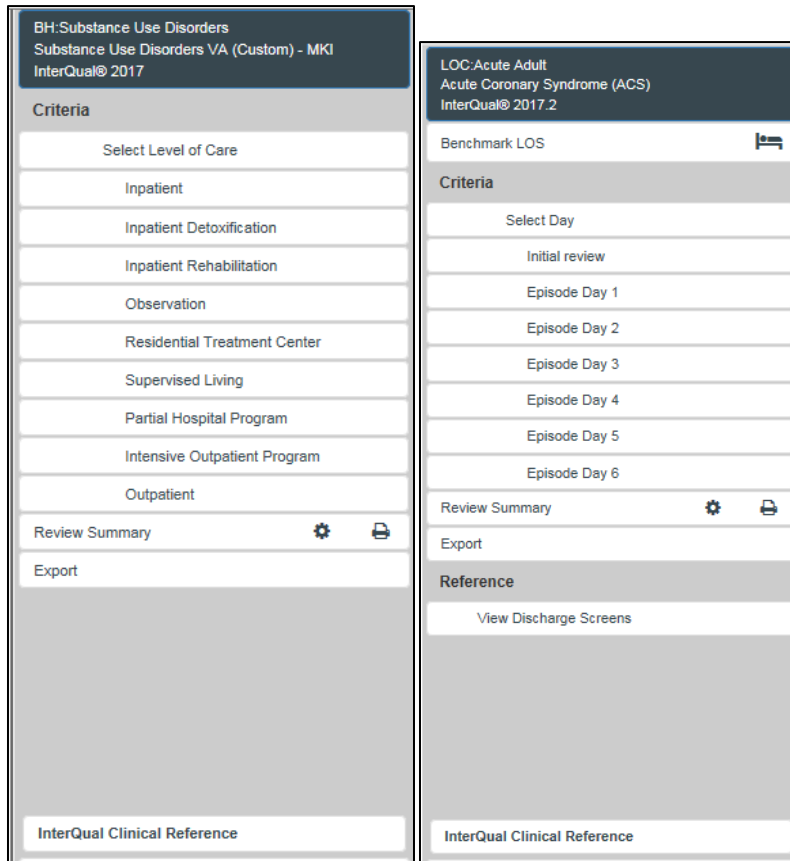 BH:Substance Use Disorders
Substance Use Disorders VA (Custom) - MKI
InterQual® 2017
Criteria
Select Level of Care
Inpatient
Inpatient Detoxification
Inpatient Rehabilitation
Observation
Residential Treatment Center
Supervised Living
Partial Hospital Program
Intensive Outpatient Program
Outpatient
Review Summary
Export
InterQual Clinical Reference
LOC:Acute Adult
Acute Coronary Syndrome (ACS)
InterQual® 2017.2
Benchmark LOS
Criteria
Select Day
Initial review
Episode Day 1
Episode Day 2
Episode Day 3
Episode Day 4
Episode Day 5
Episode Day 6
Review Summary
Export
Reference
View Discharge Screens
InterQual Clinical Reference